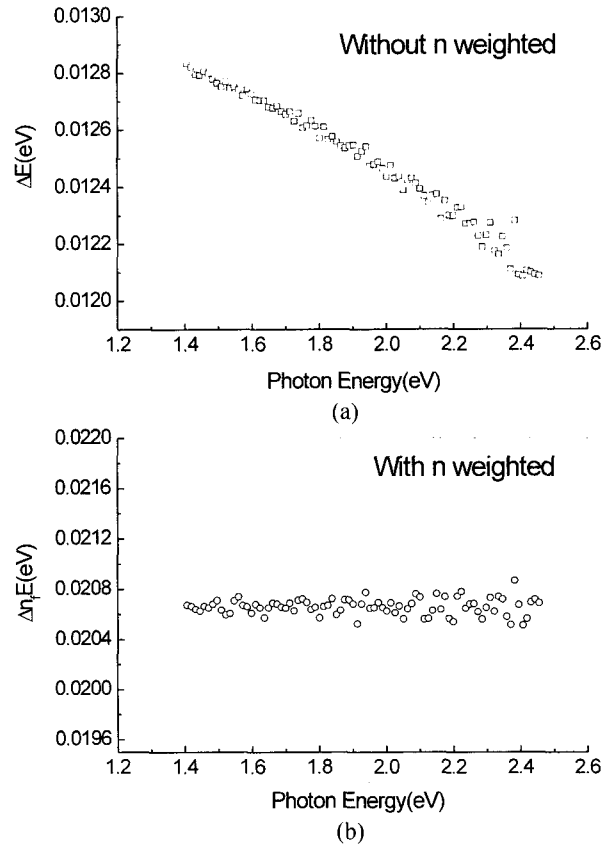 0.0130
0.0128
0.0126
0.0124
0.0122
0.0120
ΔE(eV)
Without n weighted
1.2 1.4 1.6 1.8 2.0 2.2 2.4 2.6
Photon Energy(eV)
(a)
0.0220
0.0216
0.0212
0.0208
0.0204
0.0200
0.0196
Δn_fE(eV)
With n weighted
1.2 1.4 1.6 1.8 2.0 2.2 2.4 2.6
Photon Energy(eV)
(b)